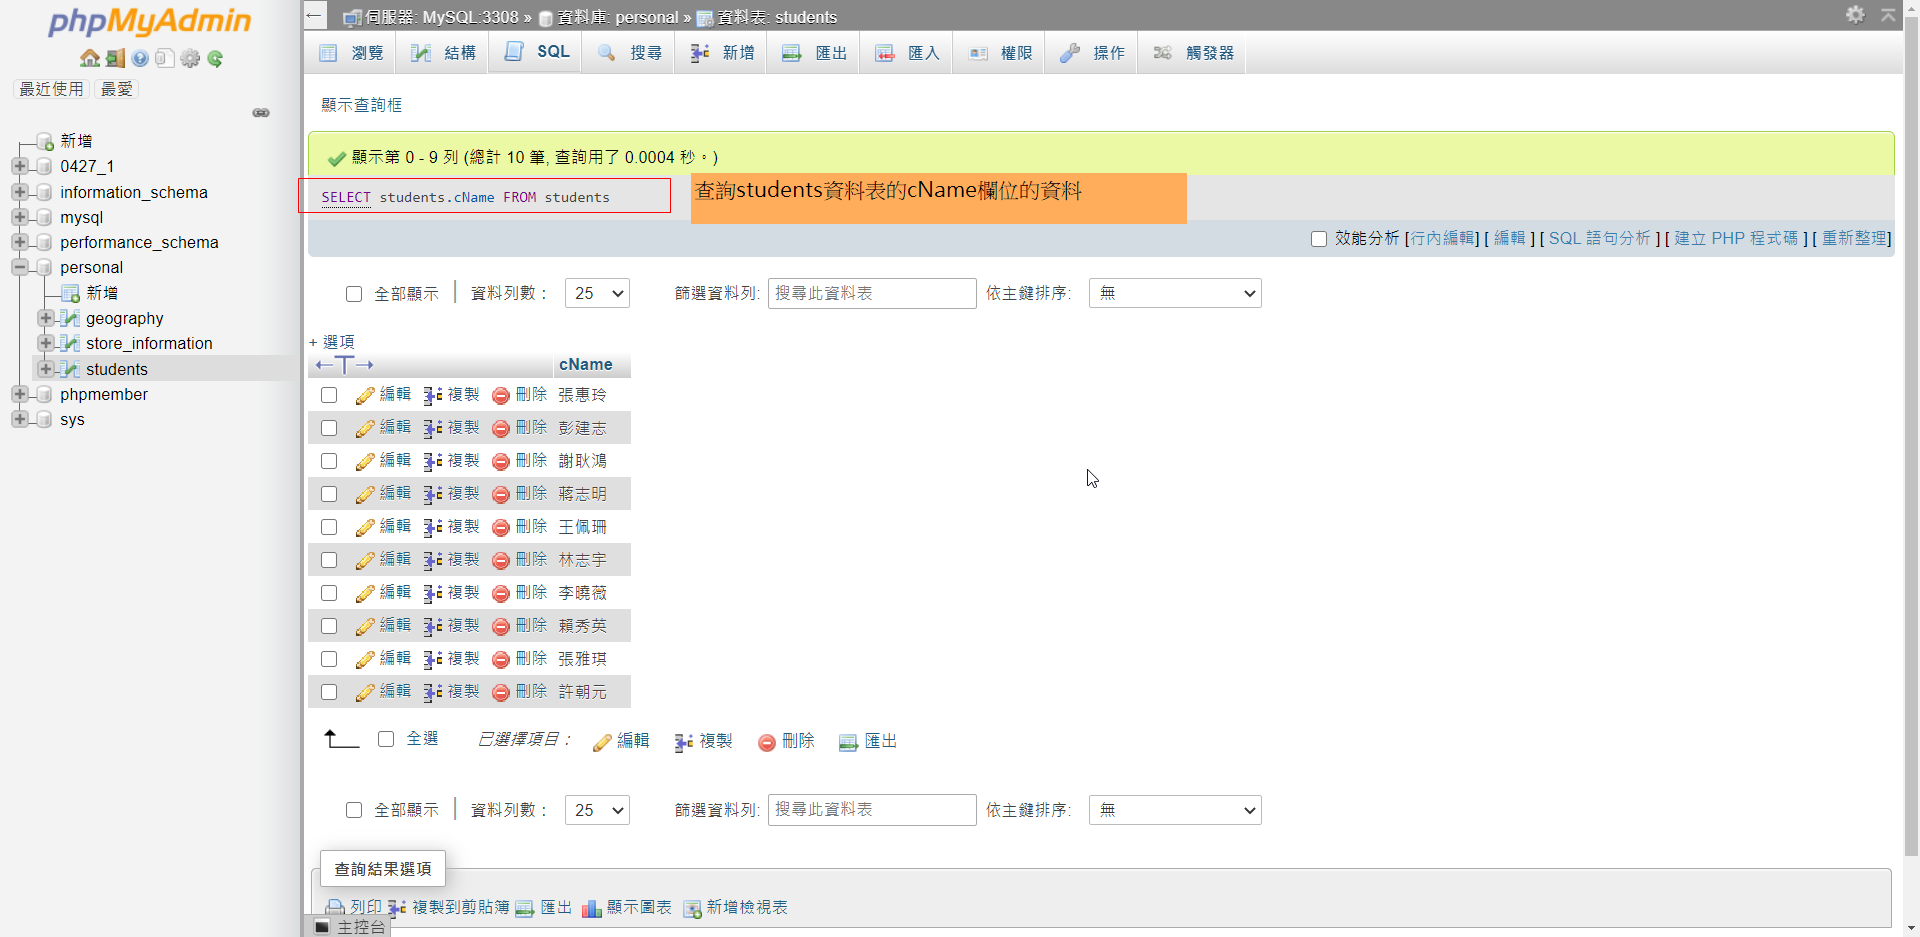 phpMyAdmin
最近使用 最愛
新增
0427_1
information_schema
mysql
performance_schema
personal
新增
geography
store_information
students
phpmember
sys
伺服器: MySQL:3308 » 資料庫: personal » 資料表: students
瀏覽 結構 SQL 搜尋 新增 匯出 匯入 權限 操作 觸發器
顯示查詢框
顯示第 0 - 9 列 (總計 10 筆, 查詢用了 0.0004 秒。)
SELECT students.cName FROM students
查詢students資料表的cName欄位的資料
效能分析 [行內編輯] [ 編輯 ] [ SQL 語句分析 ] [ 建立 PHP 程式碼 ] [ 重新整理]
全部顯示 | 資料列數： 25 篩選資料列: 搜尋此資料表 依主鍵排序: 無
+ 選項
←T→ cName
編輯 複製 刪除 張惠玲
編輯 複製 刪除 彭建志
編輯 複製 刪除 謝耿鴻
編輯 複製 刪除 蔣志明
編輯 複製 刪除 王佩珊
編輯 複製 刪除 林志宇
編輯 複製 刪除 李曉薇
編輯 複製 刪除 賴秀英
編輯 複製 刪除 張雅琪
編輯 複製 刪除 許朝元
全選 已選擇項目： 編輯 複製 刪除 匯出
全部顯示 | 資料列數： 25 篩選資料列: 搜尋此資料表 依主鍵排序: 無
查詢結果選項
列印 複製到剪貼簿 匯出 顯示圖表 新增檢視表
主控台